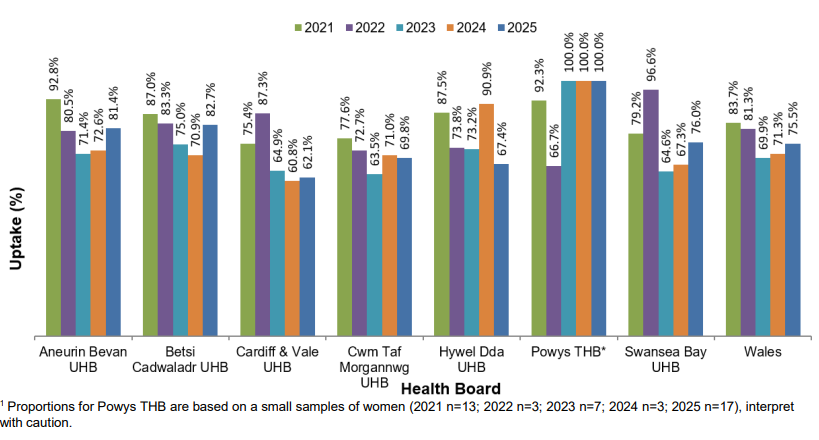 2021 2022 2023 2024 2025
92.8% 80.5% 71.4% 72.6% 81.4%
87.0% 83.3% 75.0% 70.9% 82.7%
75.4% 87.3% 64.9% 60.8% 62.1%
77.6% 72.7% 63.5% 71.0% 69.8%
87.5% 73.8% 73.2% 90.9% 67.4%
92.3% 66.7% 100.0% 100.0% 100.0%
79.2% 96.6% 64.6% 67.3% 76.0%
83.7% 81.3% 69.9% 71.3% 75.5%
Uptake (%)
Aneurin Bevan
UHB
Betsi
Cadwaladr UHB
Cardiff & Vale
UHB
Cwm Taf
Morgannwg
UHB
Hywel Dda
UHB
Powys THB*
Swansea Bay
UHB
Wales
Health Board
1 Proportions for Powys THB are based on a small samples of women (2021 n=13; 2022 n=3; 2023 n=7; 2024 n=3; 2025 n=17), interpret
with caution.